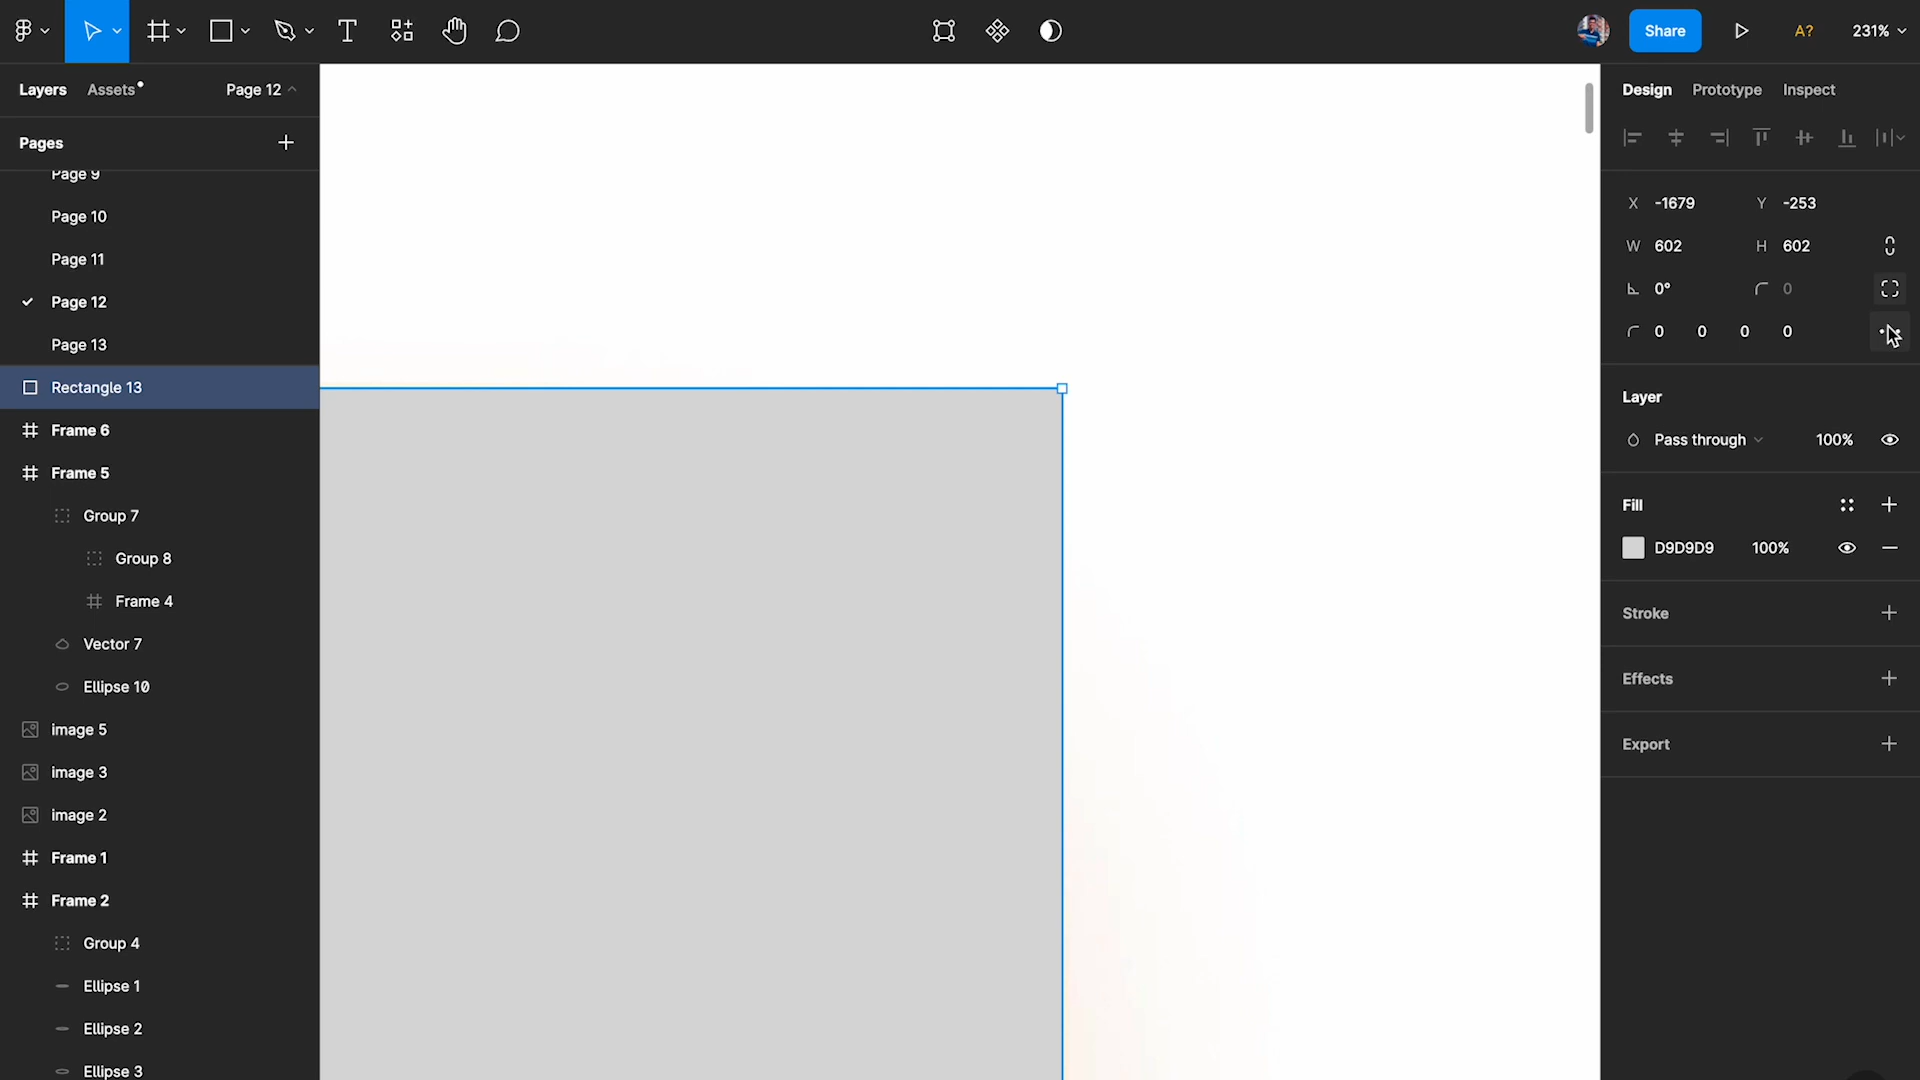 Share
A?
231%
Layers
Assets
Page 12
Pages
Page 9
Page 10
Page 11
Page 12
Page 13
Rectangle 13
Frame 6
Frame 5
Group 7
Group 8
Frame 4
Vector 7
Ellipse 10
image 5
image 3
image 2
Frame 1
Frame 2
Group 4
Ellipse 1
Ellipse 2
Ellipse 3
Design
Prototype
Inspect
X -1679 Y -253
W 602 H 602
0° 0
0 0 0 0
Layer
Pass through 100%
Fill
D9D9D9 100%
Stroke
Effects
Export